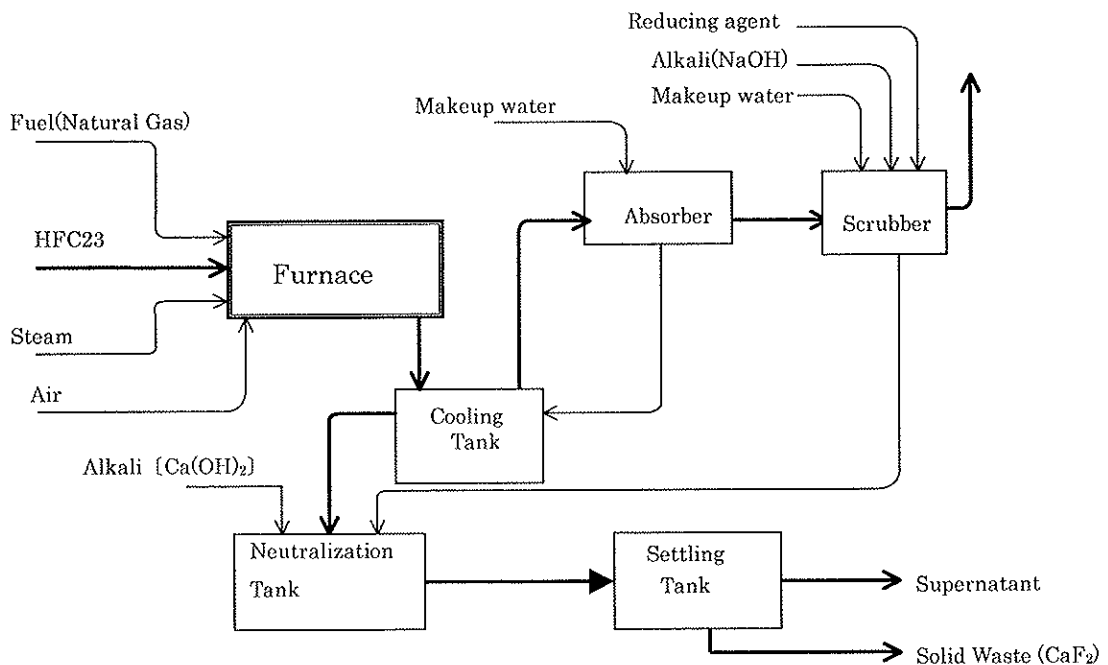 Reducing agent
Alkali(NaOH)
Makeup water
Makeup water
Fuel(Natural Gas)
HFC23
Steam
Air
Furnace
Absorber
Scrubber
Cooling
Tank
Alkali〔Ca(OH)₂〕
Neutralization
Tank
Settling
Tank
Supernatant
Solid Waste (CaF₂)